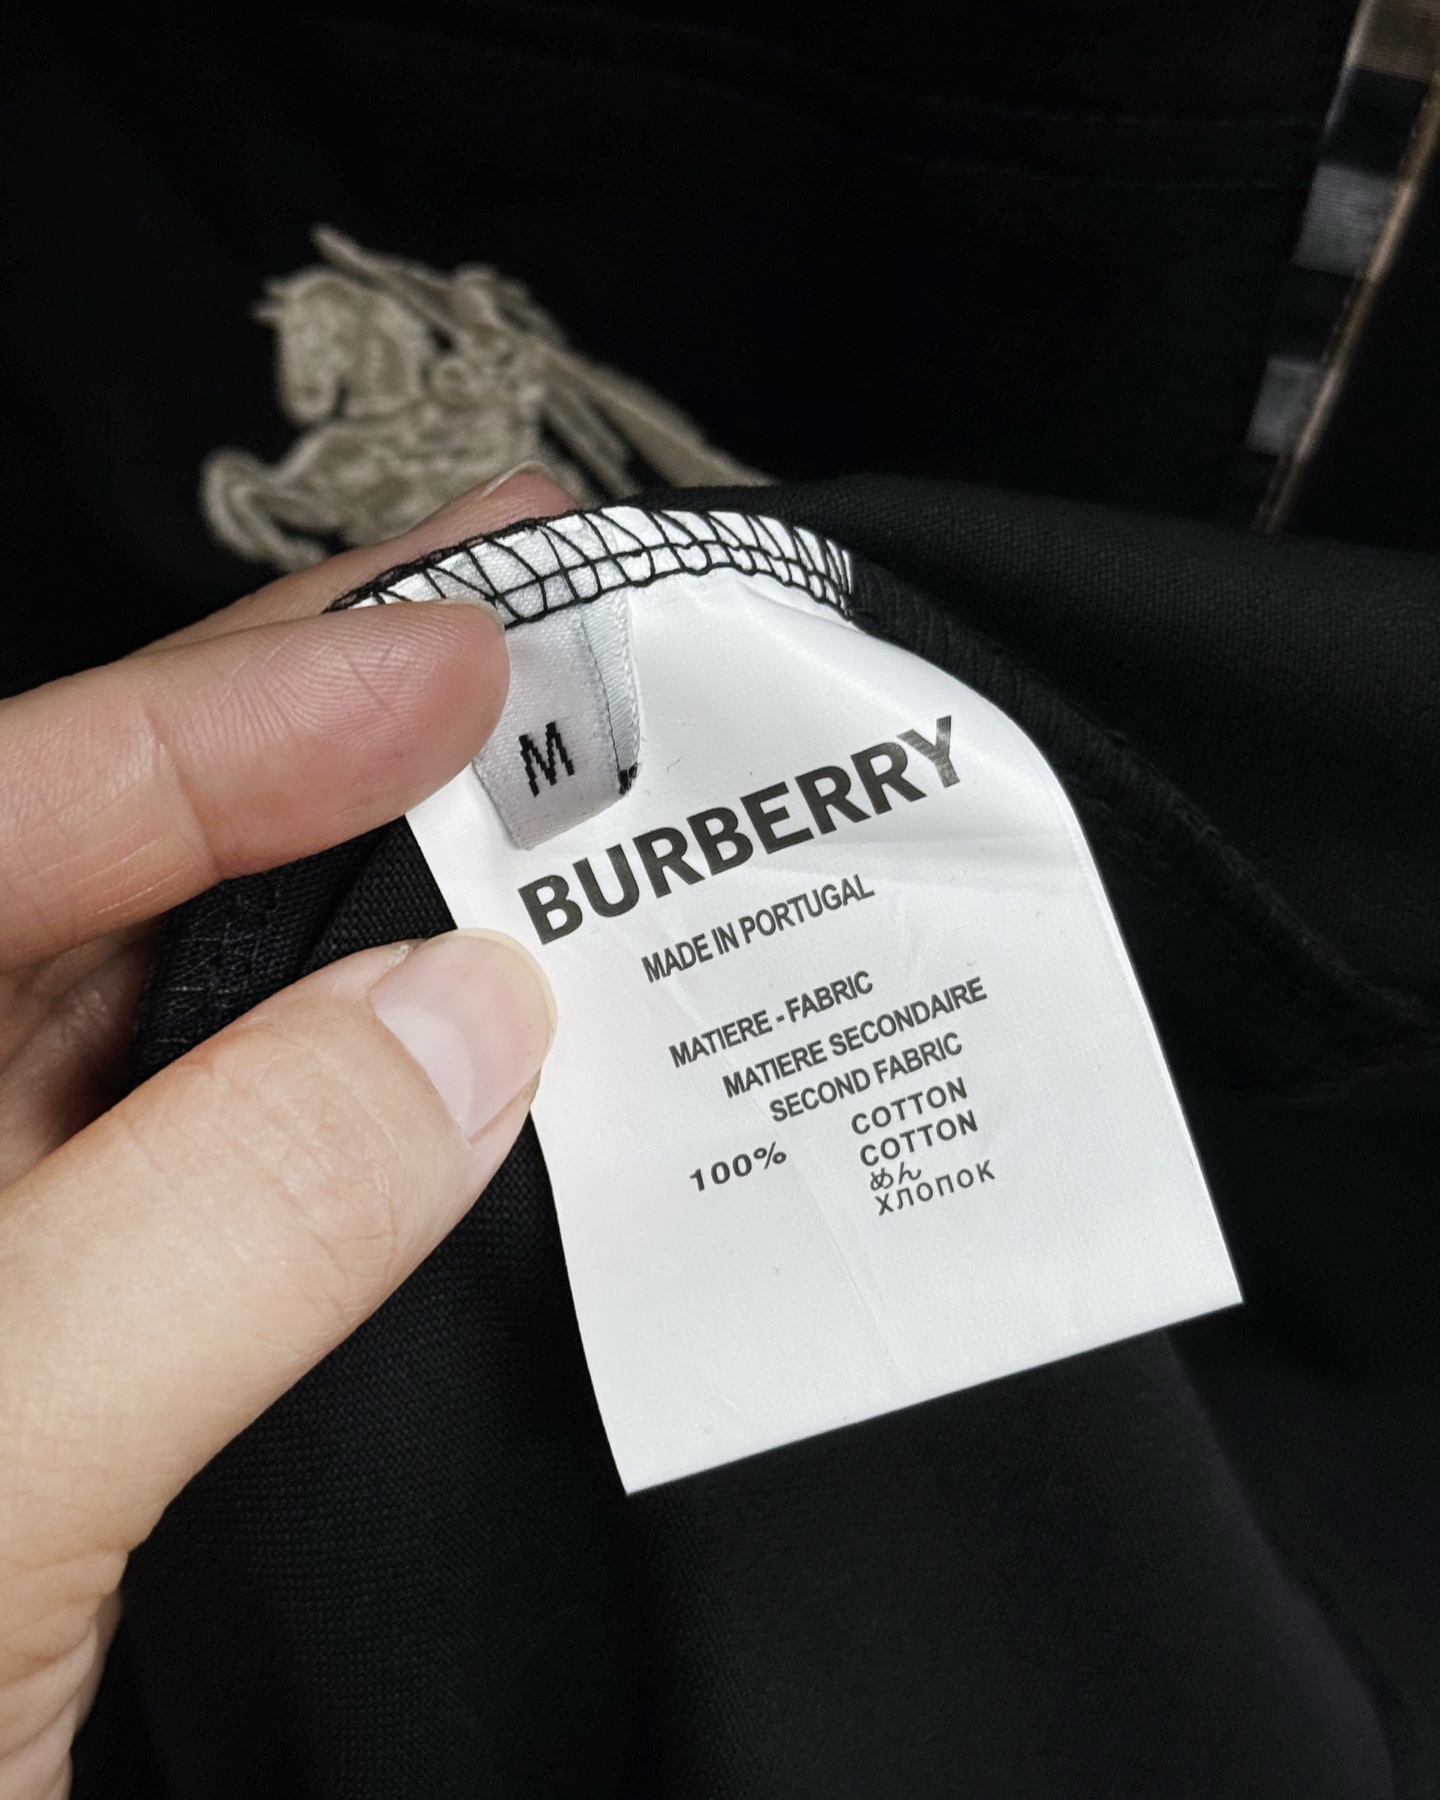 M
BURBERRY
MADE IN PORTUGAL
MATIERE - FABRIC
MATIERE SECONDAIRE
SECOND FABRIC
COTTON
100% COTTON
めん
ХЛОПОК